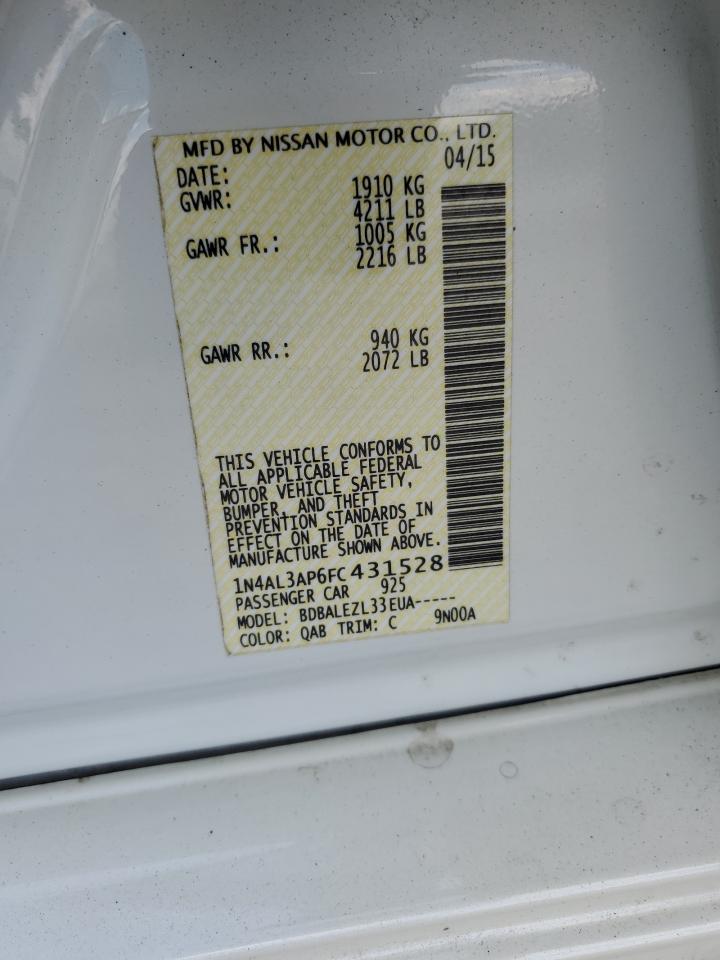 MFD BY NISSAN MOTOR CO., LTD.
DATE: 04/15
GVWR: 1910 KG
4211 LB
GAWR FR.: 1005 KG
2216 LB
GAWR RR.: 940 KG
2072 LB
THIS VEHICLE CONFORMS TO
ALL APPLICABLE FEDERAL
MOTOR VEHICLE SAFETY,
BUMPER, AND THEFT
PREVENTION STANDARDS IN
EFFECT ON THE DATE OF
MANUFACTURE SHOWN ABOVE.
1N4AL3AP6FC431528
PASSENGER CAR 925
MODEL: BDBALEZL33EUA-----
COLOR: QAB TRIM: C 9N00A